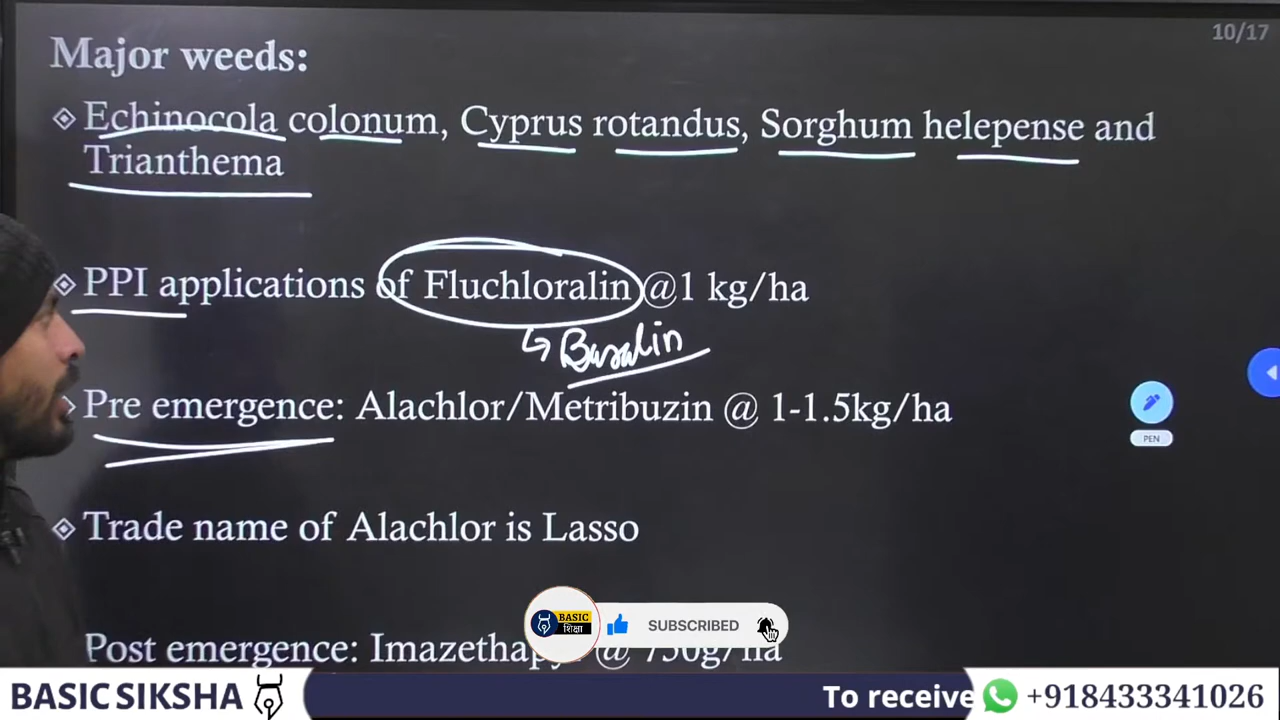 10/17
Major weeds:
Echinocola colonum, Cyprus rotandus, Sorghum helepense and
Trianthema
PPI applications of Fluchloralin @1 kg/ha
Basalin
Pre emergence: Alachlor/Metribuzin @ 1-1.5kg/ha
PEN
Trade name of Alachlor is Lasso
BASIC
शिक्षा
SUBSCRIBED
Post emergence: @
BASIC SIKSHA
To receive +918433341026